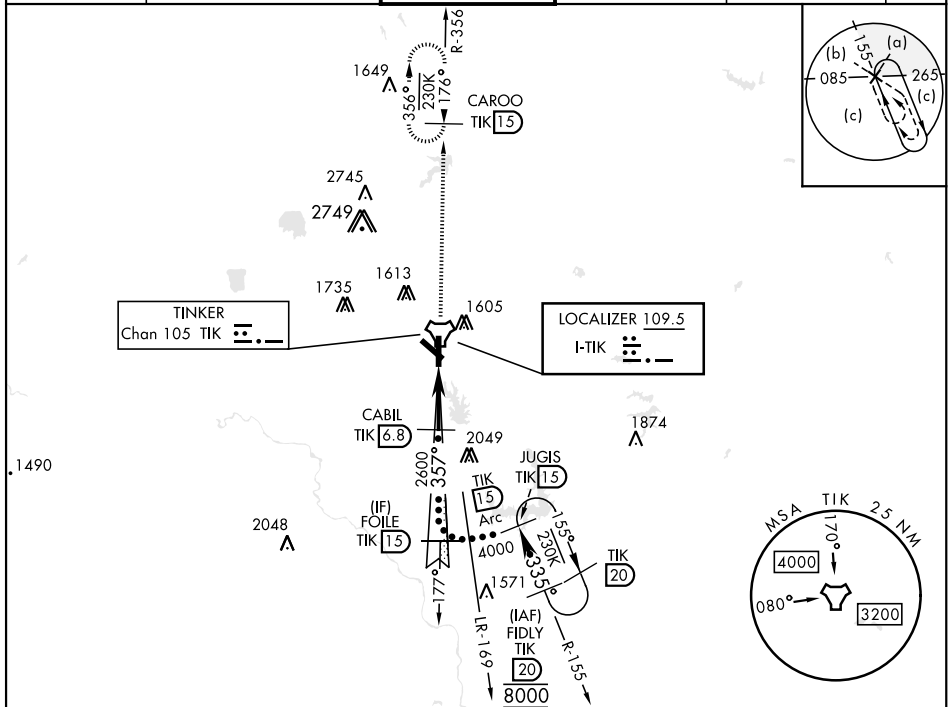 R-356
1649
356°
230K
176°
CAROO
TIK 15
155
(b)
(a)
085
265
(c)
(c)
2745
2749
1735
1613
1605
TINKER
Chan 105 TIK
LOCALIZER 109.5
I-TIK
CABIL
TIK 6.8
2049
1874
1490
2600
357°
JUGIS
TIK 15
TIK
15
Arc
4000
(IF)
FOILE
TIK 15
2048
155°
230K
335°
TIK
20
1571
177°
LR-169
(IAF)
FIDLY
TIK
20
8000
R-155
MSA TIK 25 NM
170°
4000
080°
3200